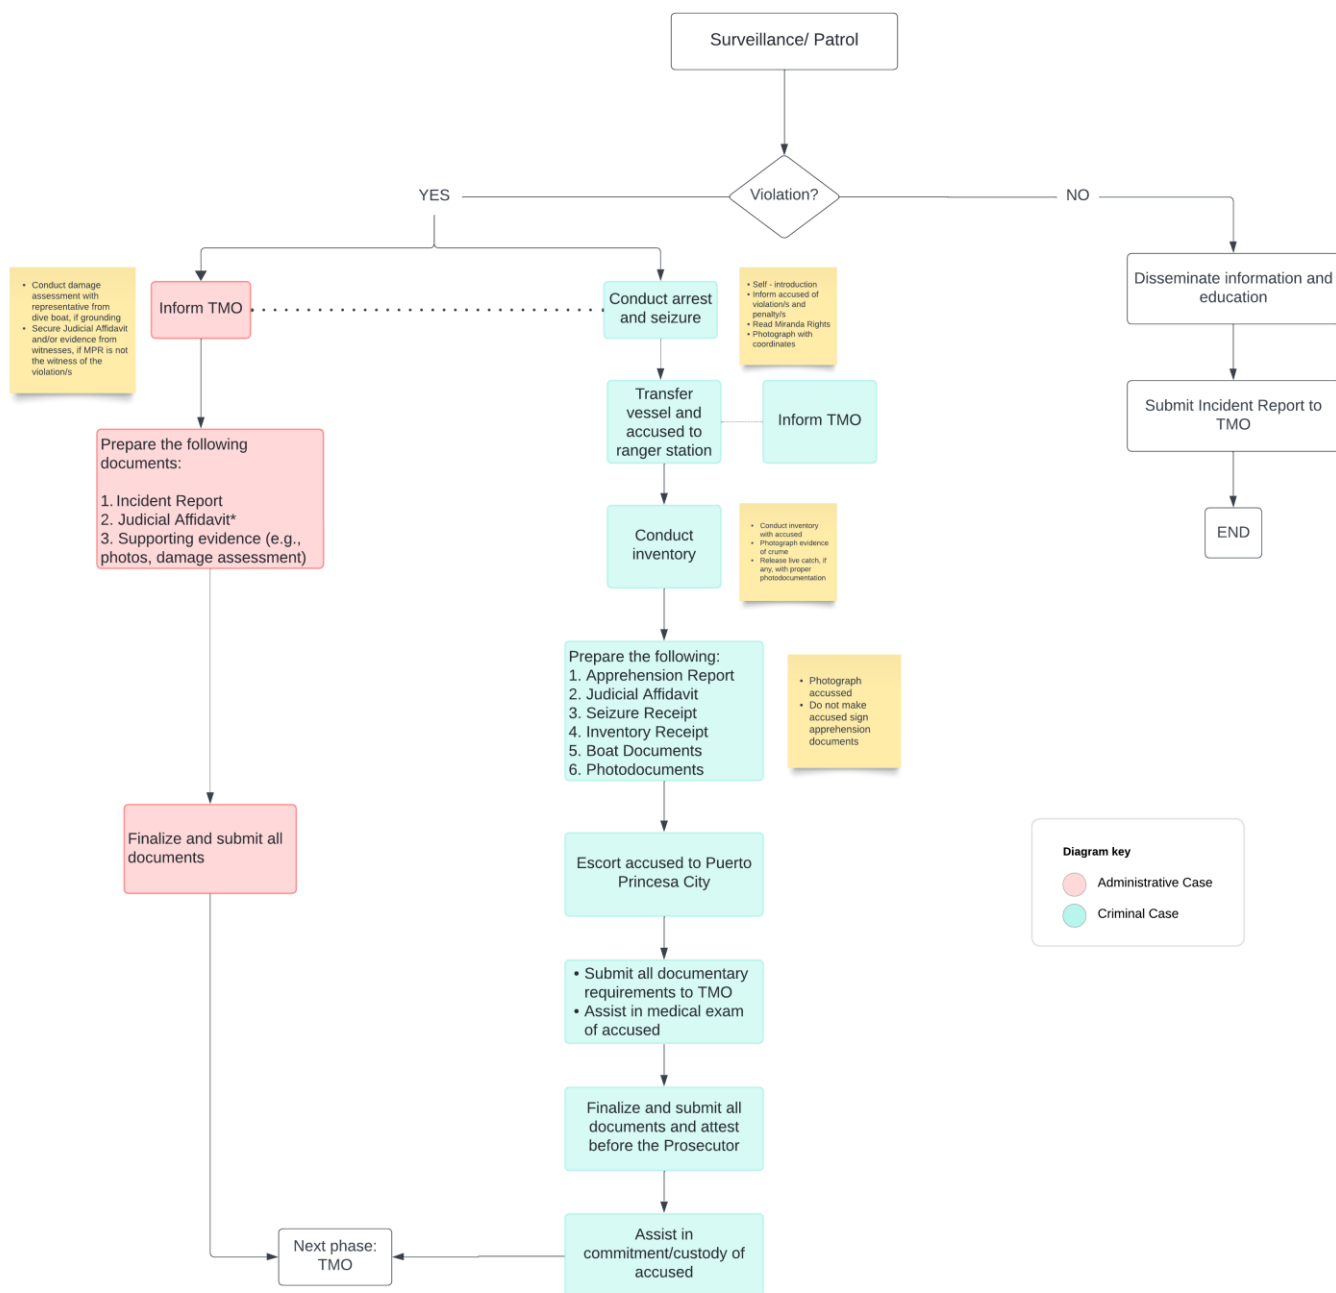 Surveillance/ Patrol
Violation?
YES
NO
• Conduct damage
assessment with
representative from
dive boat, if grounding
• Secure Judicial Affidavit
and/or evidence from
witnesses, if MPR is not
the witness of the
violation/s
Inform TMO
Conduct arrest
and seizure
• Self - introduction
• Inform accused of
violation/s and
penalty/s
• Read Miranda Rights
• Photograph with
coordinates
Disseminate information and
education
Transfer
vessel and
accused to
ranger station
Inform TMO
Submit Incident Report to
TMO
Prepare the following
documents:
1. Incident Report
2. Judicial Affidavit*
3. Supporting evidence (e.g.,
photos, damage assessment)
Conduct
inventory
• Conduct inventory
with accused
• Photograph evidence
of crume
• Release live catch, if
any, with proper
photodocumentation
END
Prepare the following:
1. Apprehension Report
2. Judicial Affidavit
3. Seizure Receipt
4. Inventory Receipt
5. Boat Documents
6. Photodocuments
• Photograph
accussed
• Do not make
accused sign
apprehension
documents
Finalize and submit all
documents
Escort accused to Puerto
Princesa City
Diagram key
Administrative Case
Criminal Case
• Submit all documentary
requirements to TMO
• Assist in medical exam
of accused
Finalize and submit all
documents and attest
before the Prosecutor
Next phase:
TMO
Assist in
commitment/custody of
accused